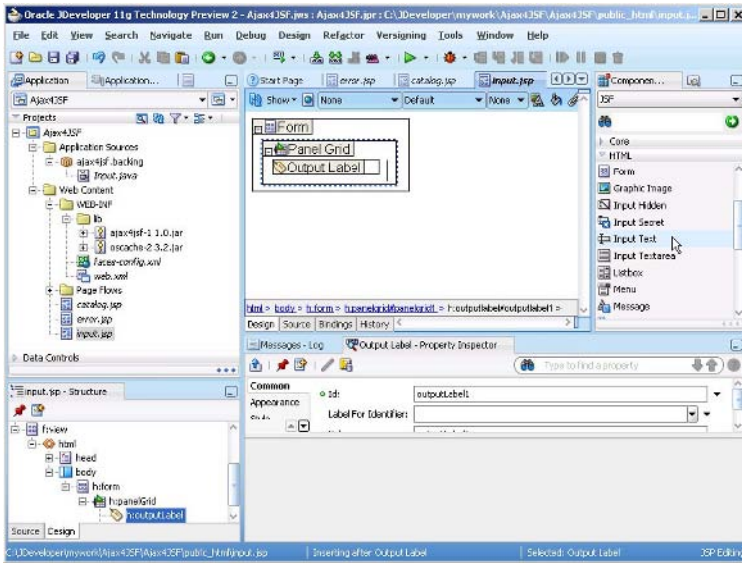 Oracle JDeveloper 11g Technology Preview 2 - Ajax4JSF.jws : Ajax4JSF.jpr : C:\JDeveloper\mywork\Ajax4JSF\Ajax4JSF\public_html\input.j...
File Edit View Search Navigate Run Debug Design Refactor Versioning Tools Window Help
Application
Application...
Ajax4JSF
Projects
Ajax4JSF
Application Sources
ajax4jsf.backing
Input.java
Web Content
WEB-INF
lib
ajax4jsf-1 1.0.jar
oscache-2 3.2.jar
faces-config.xml
web.xml
Page Flows
catalog.jsp
error.jsp
input.jsp
Data Controls
Start Page
error.jsp
catalog.jsp
input.jsp
Show
None
Default
None
Form
Panel Grid
Output Label
html > body > h:form > h:panelgrid#panelgrid1 > h:outputlabel#outputlabel1 >
Design Source Bindings History
Componen...
JSF
Core
HTML
Form
Graphic Image
Input Hidden
Input Secret
Input Text
Input Textarea
Listbox
Menu
Message
Messages - Log
Output Label - Property Inspector
Type to find a property
Common
Appearance
Id:
outputLabel1
Label For Identifier:
input.jsp - Structure
f:view
html
head
body
h:form
h:panelGrid
h:outputLabel
Source Design
C:\JDeveloper\mywork\Ajax4JSF\Ajax4JSF\public_html\input.jsp
Inserting after Output Label
Selected: Output Label
JSP Editing